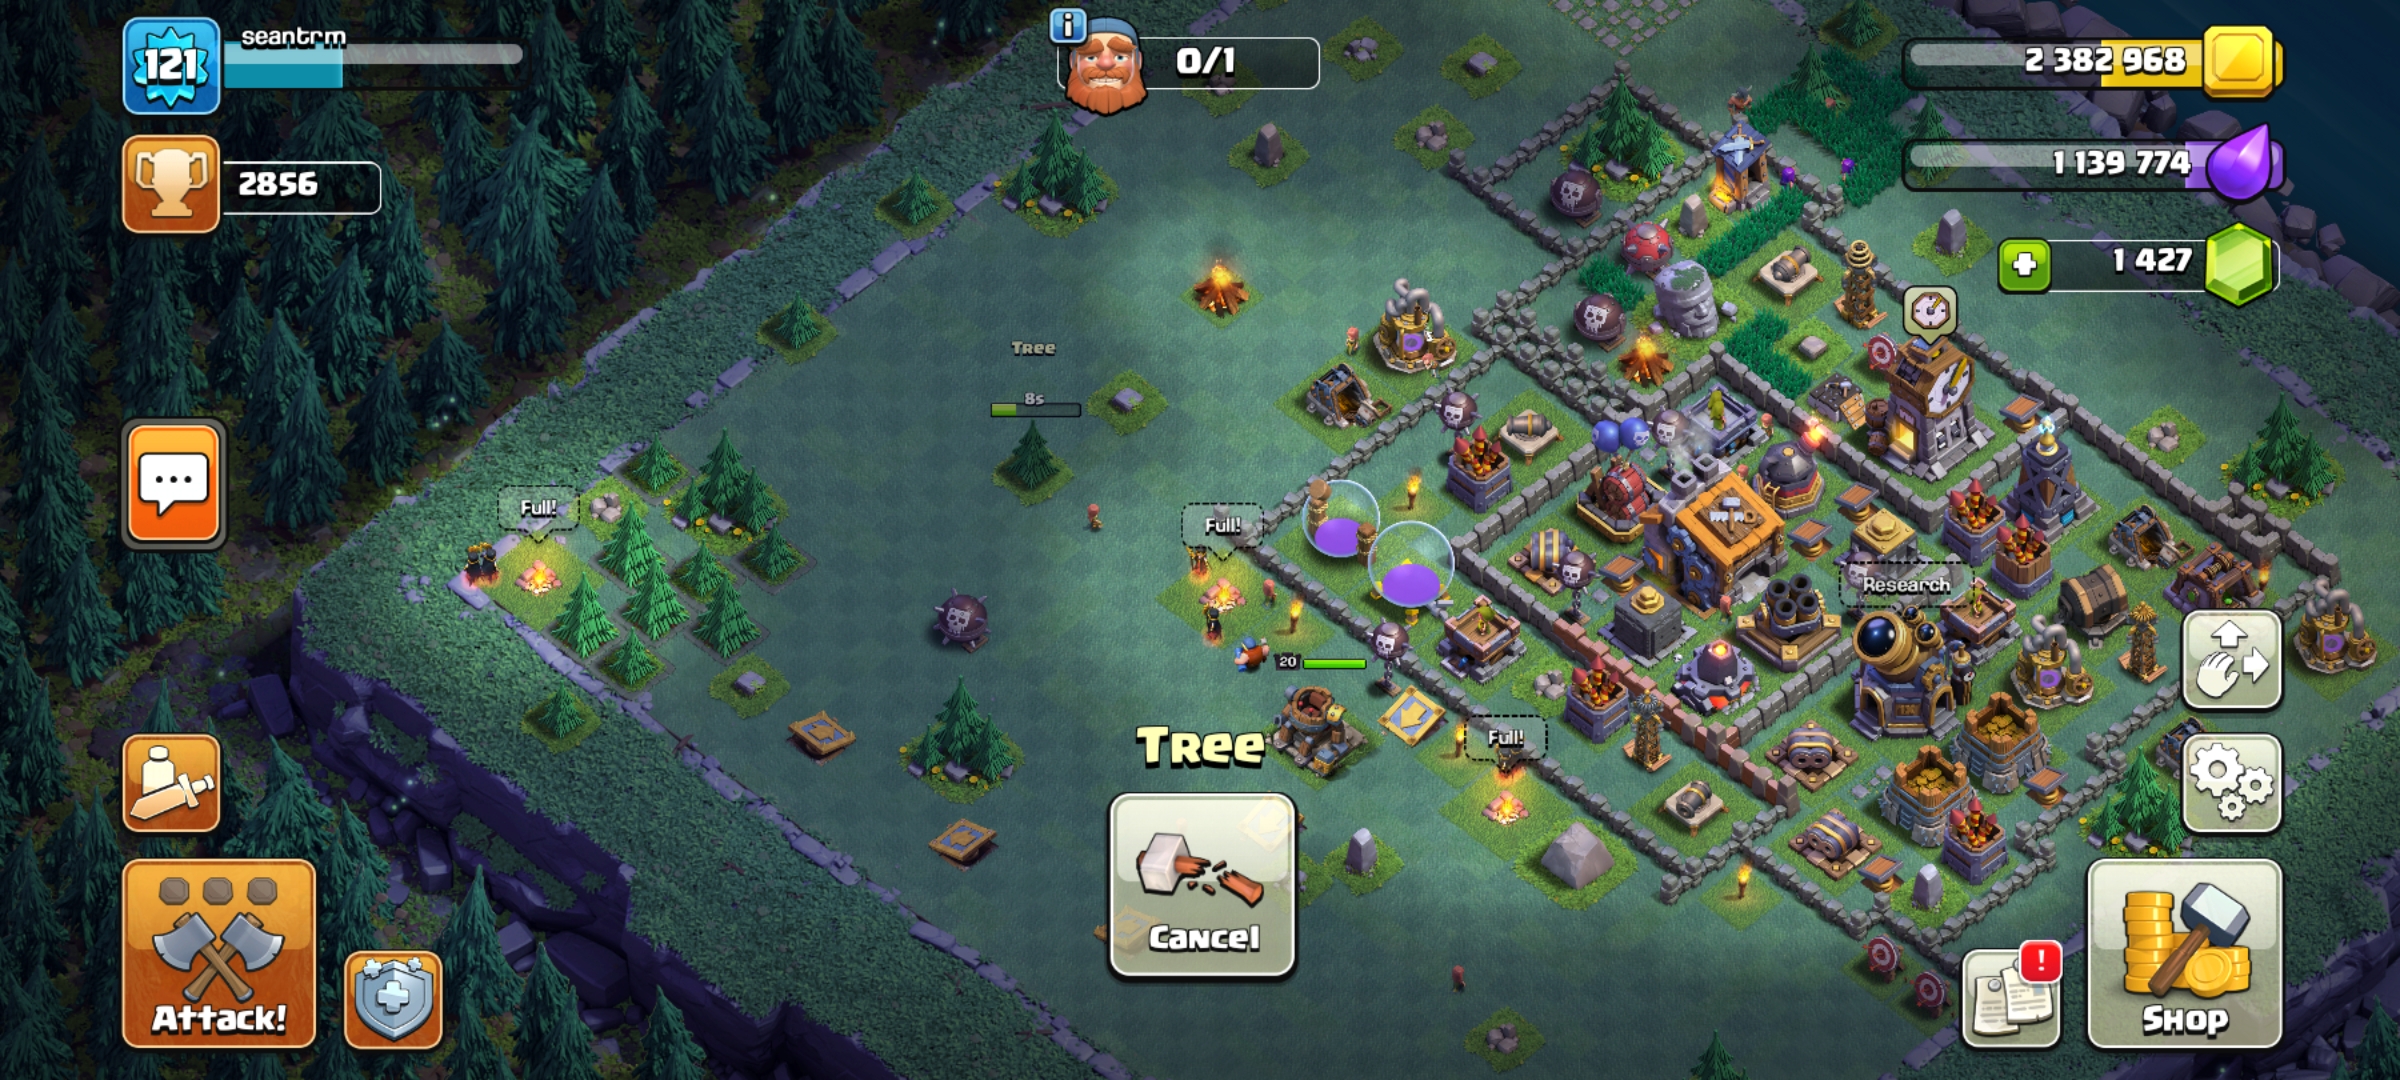 seantrm
121
0/1
2 382 968
2856
1 139 774
1 427
Tree
8s
Full!
Full!
Research
20
Full!
Tree
Cancel
Attack!
!
Shop